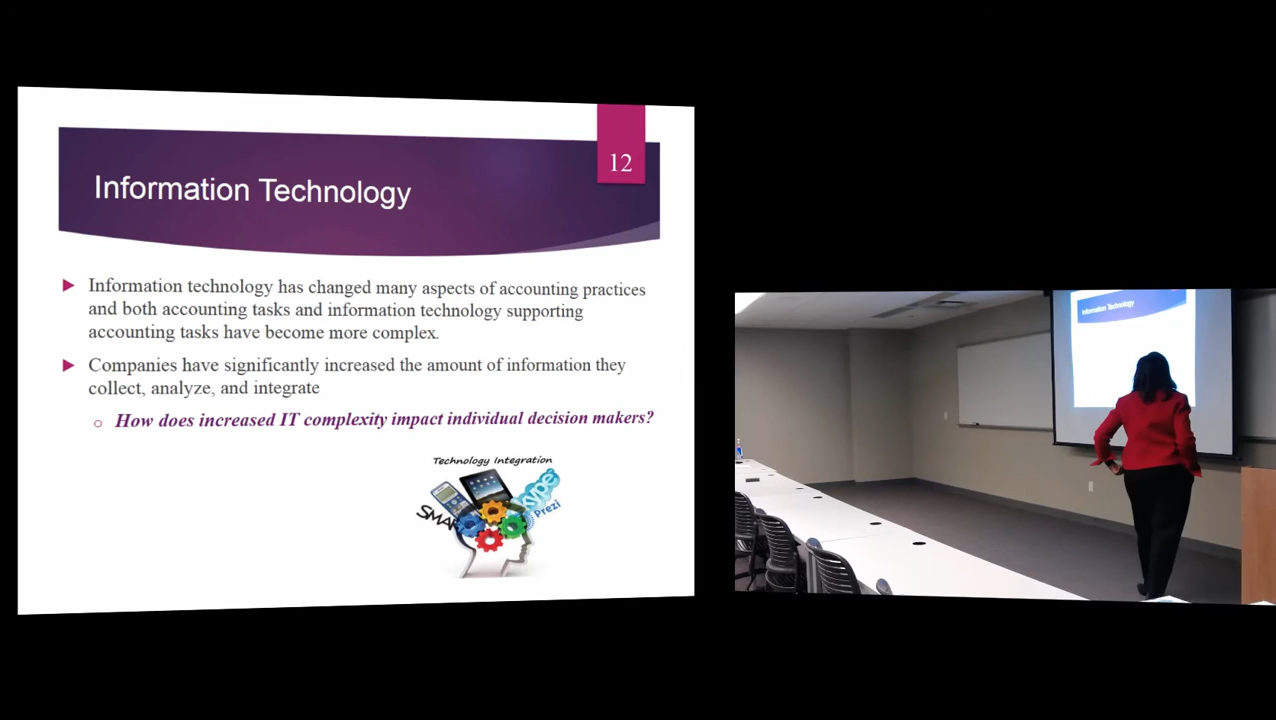 12
Information Technology
Information technology has changed many aspects of accounting practices
and both accounting tasks and information technology supporting
accounting tasks have become more complex.
Companies have significantly increased the amount of information they
collect, analyze, and integrate
How does increased IT complexity impact individual decision makers?
Technology Integration
SMA
skype
Prezi
Information Technology